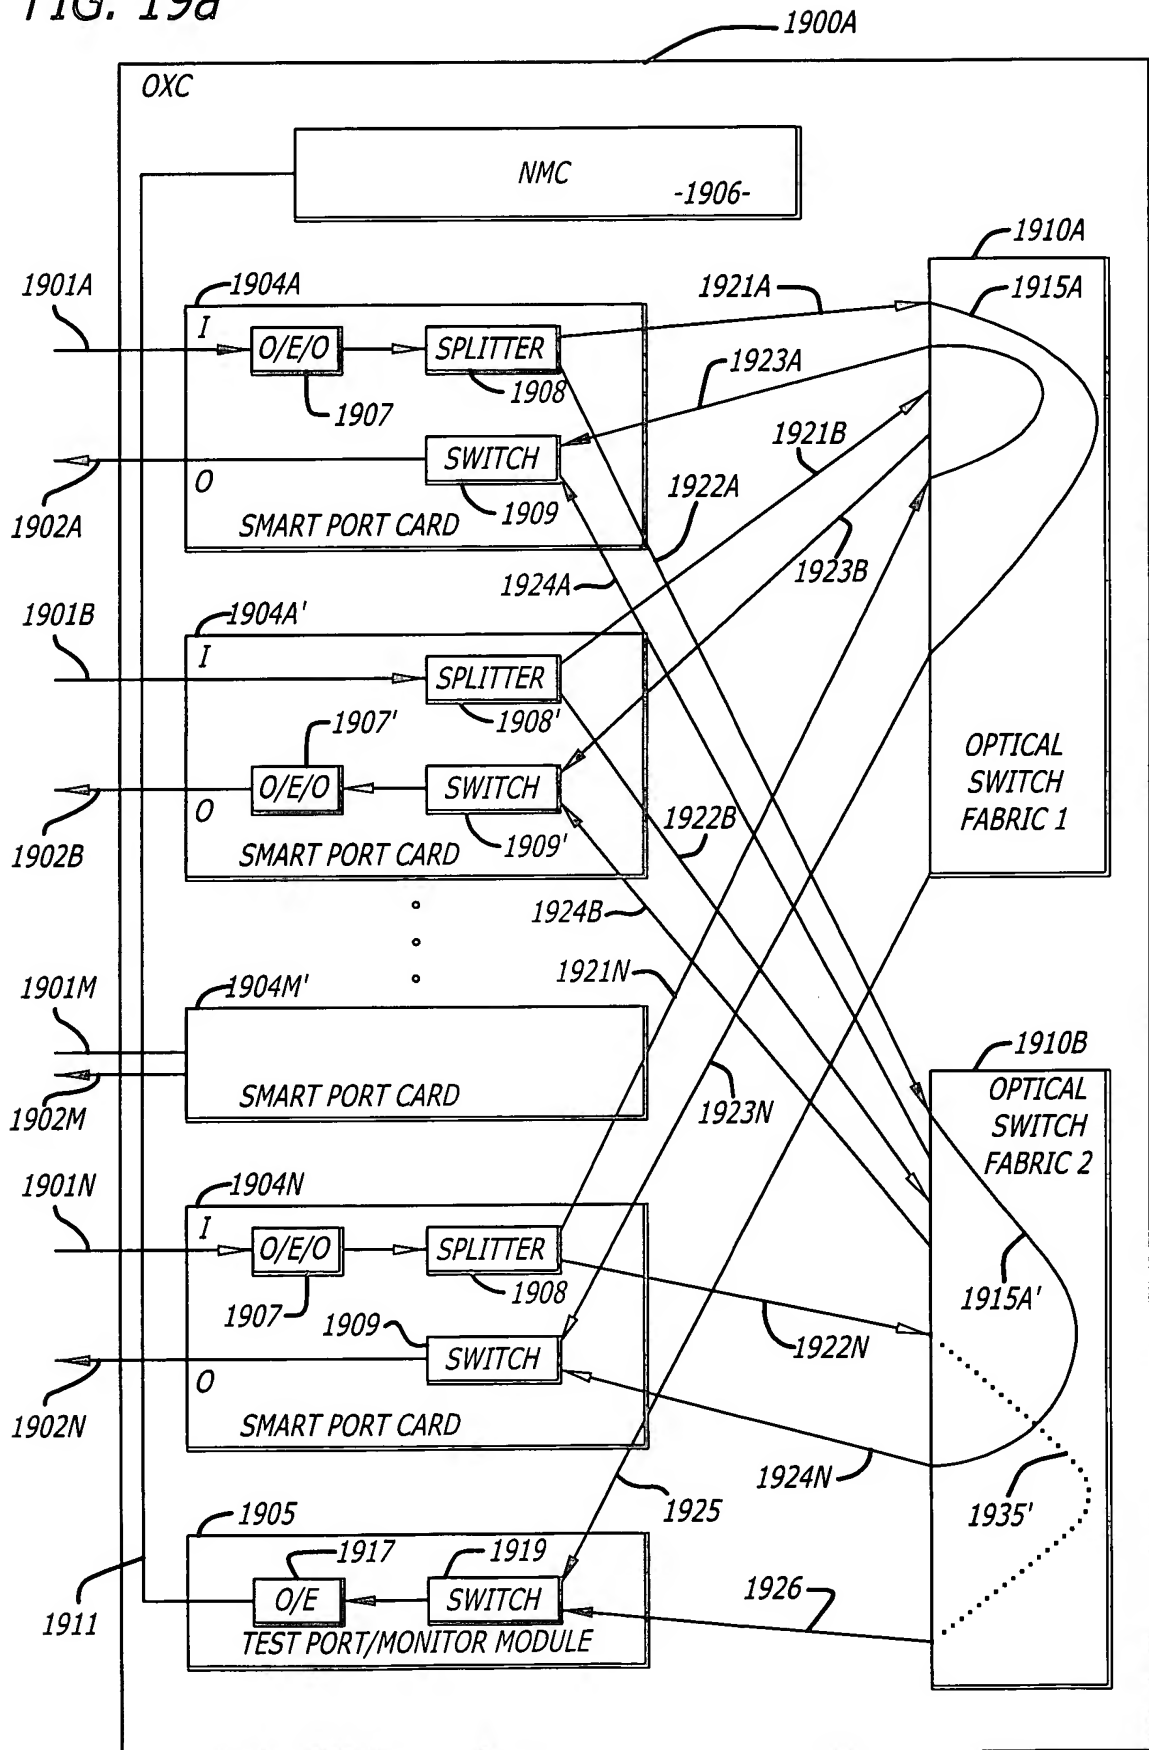 FIG. 19a
1900A
OXC
NMC
-1906-
1910A
1901A
1904A
1921A
1915A
I
O/E/O
SPLITTER
1923A
1908
1907
1921B
SWITCH
O
1922A
1902A
1909
SMART PORT CARD
1924A
1923B
1901B
1904A'
I
SPLITTER
1907'
1908'
OPTICAL
SWITCH
FABRIC 1
O/E/O
SWITCH
O
1922B
1902B
1909'
SMART PORT CARD
1924B
1921N
1901M
1904M'
1910B
OPTICAL
SWITCH
FABRIC 2
SMART PORT CARD
1902M
1923N
1901N
1904N
I
O/E/O
SPLITTER
1908
1915A'
1907
1909
1922N
SWITCH
O
1902N
SMART PORT CARD
1924N
1905
1925
1935'
1917
1919
1926
O/E
SWITCH
1911
TEST PORT/MONITOR MODULE